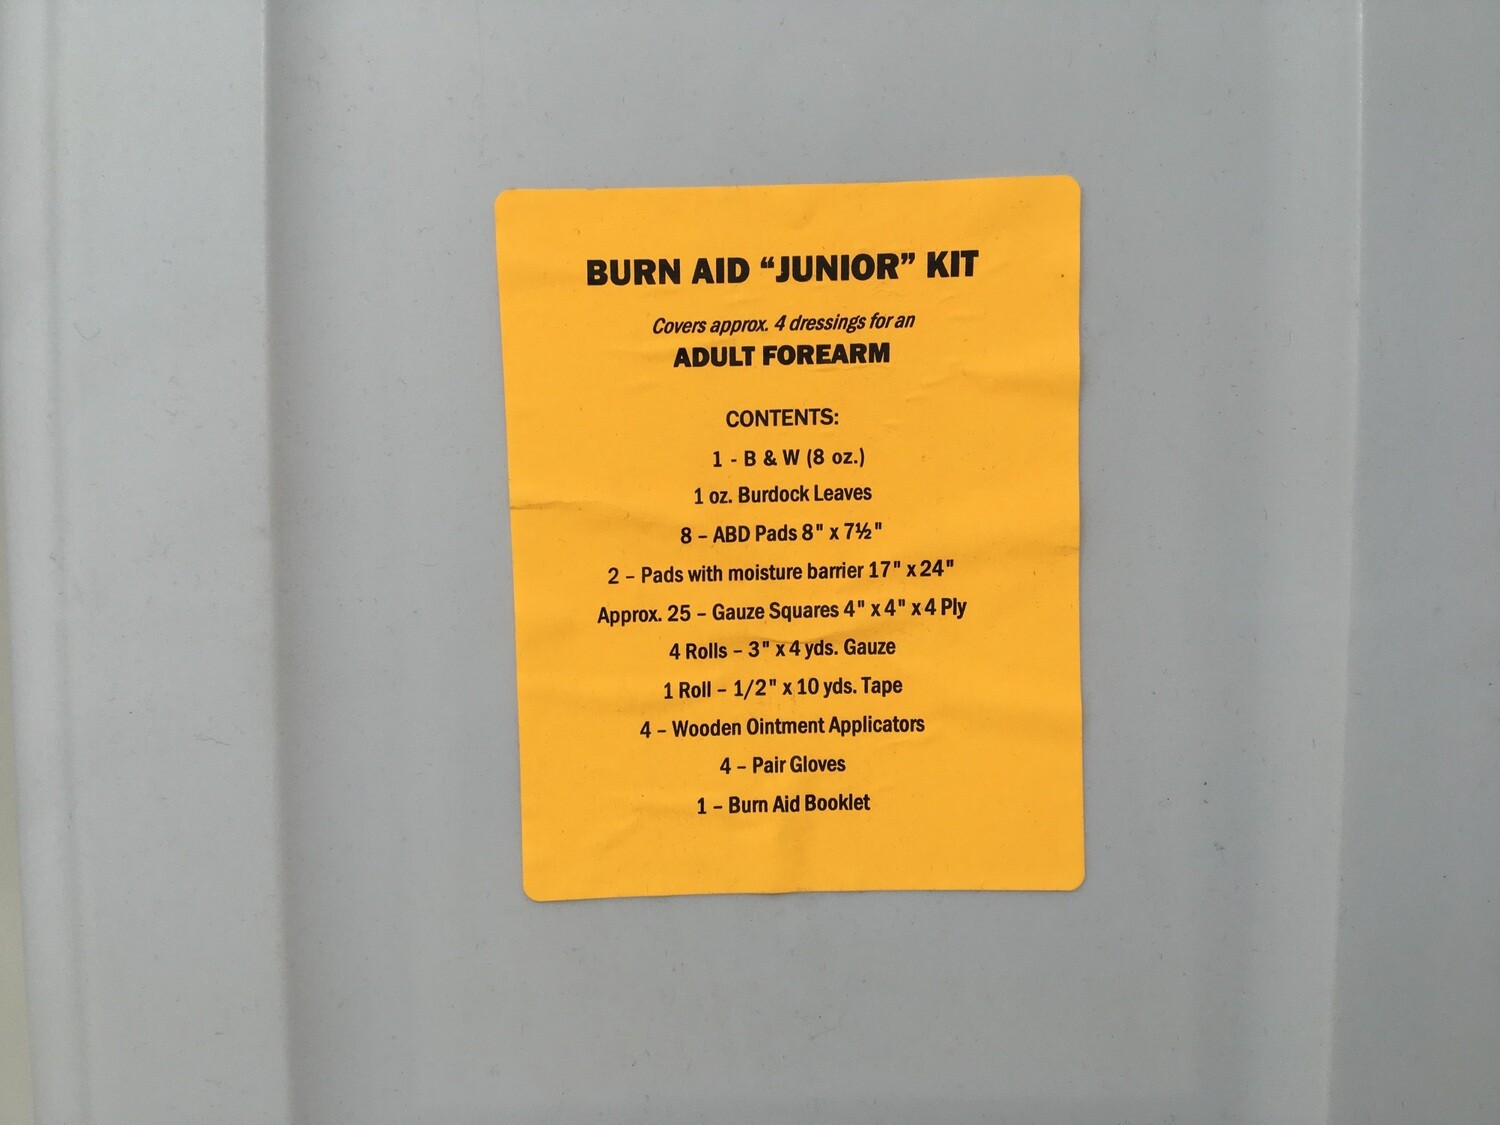 BURN AID “JUNIOR” KIT
Covers approx. 4 dressings for an
ADULT FOREARM
CONTENTS:
1 - B & W (8 oz.)
1 oz. Burdock Leaves
8 – ABD Pads 8" x 7½"
2 – Pads with moisture barrier 17" x 24"
Approx. 25 – Gauze Squares 4" x 4" x 4 Ply
4 Rolls – 3" x 4 yds. Gauze
1 Roll – 1/2" x 10 yds. Tape
4 – Wooden Ointment Applicators
4 – Pair Gloves
1 – Burn Aid Booklet